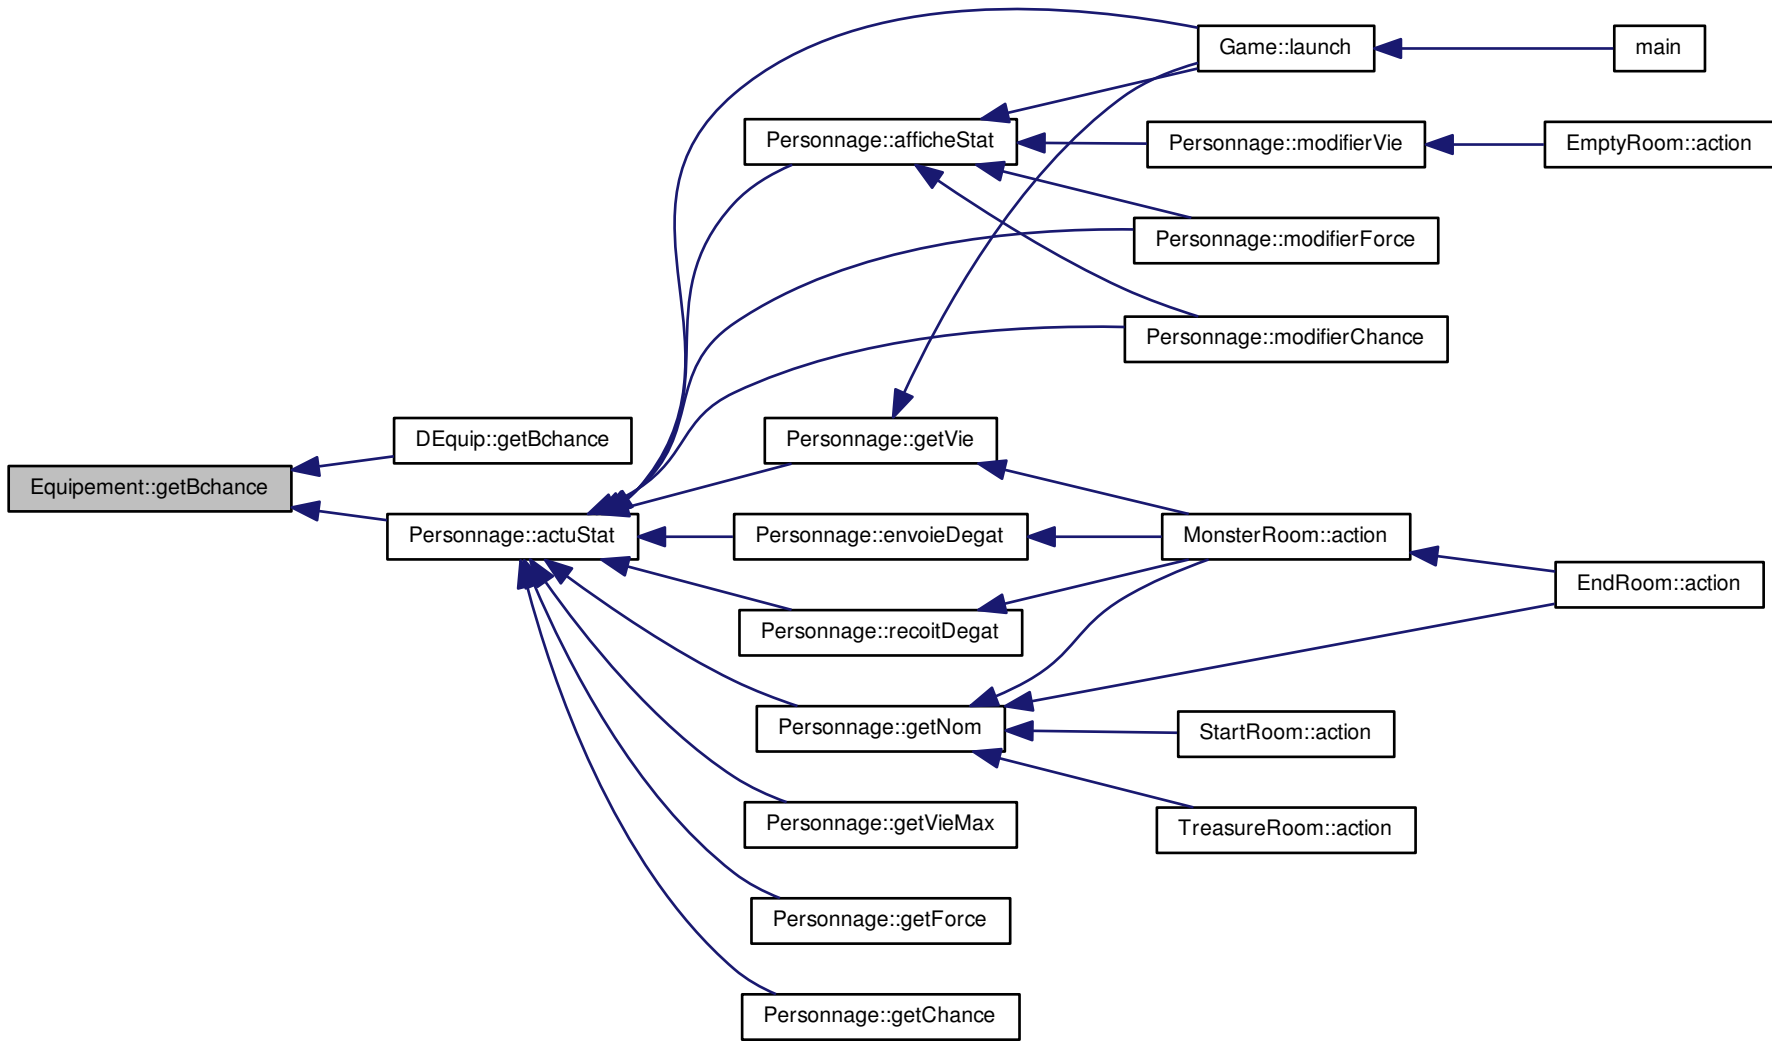 Game::launch
main
Personnage::afficheStat
Personnage::modifierVie
EmptyRoom::action
Personnage::modifierForce
Personnage::modifierChance
DEquip::getBchance
Personnage::getVie
Equipement::getBchance
Personnage::actuStat
Personnage::envoieDegat
MonsterRoom::action
EndRoom::action
Personnage::recoitDegat
Personnage::getNom
StartRoom::action
Personnage::getVieMax
TreasureRoom::action
Personnage::getForce
Personnage::getChance